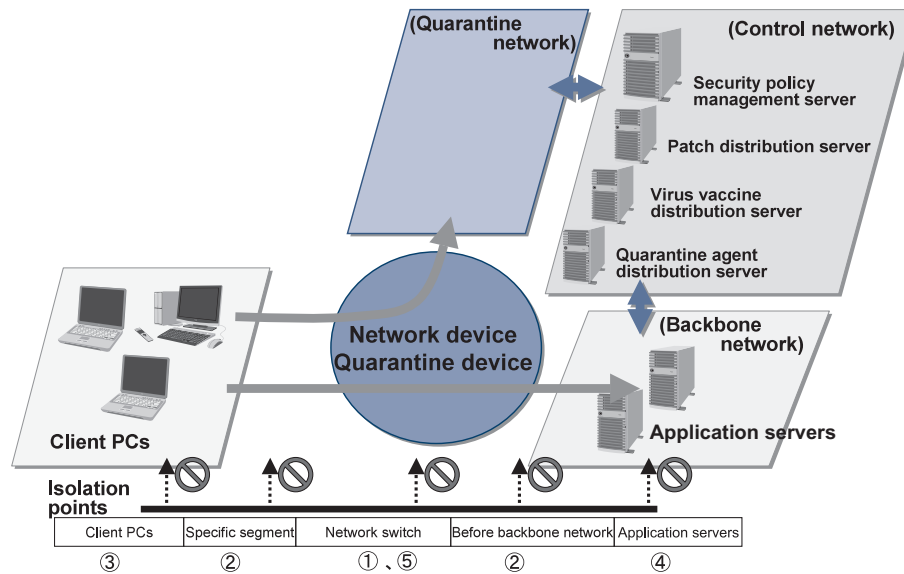 (Quarantine
network)
(Control network)
Security policy
management server
Patch distribution server
Virus vaccine
distribution server
Quarantine agent
distribution server
Network device
Quarantine device
(Backbone
network)
Client PCs
Application servers
Isolation
points
Client PCs
Specific segment
Network switch
Before backbone network
Application servers
③
②
①、⑤
②
④